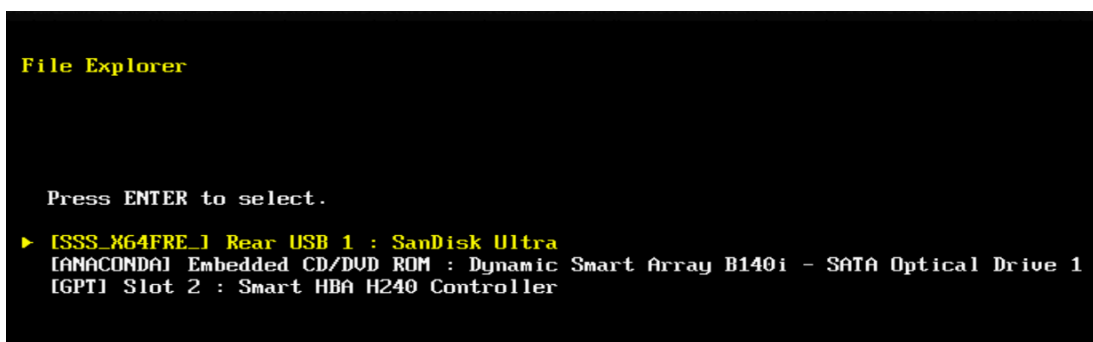 File Explorer
Press ENTER to select.
► [SSS_X64FRE_] Rear USB 1 : SanDisk Ultra
[ANACONDA] Embedded CD/DVD ROM : Dynamic Smart Array B140i - SATA Optical Drive 1
[GPT] Slot 2 : Smart HBA H240 Controller